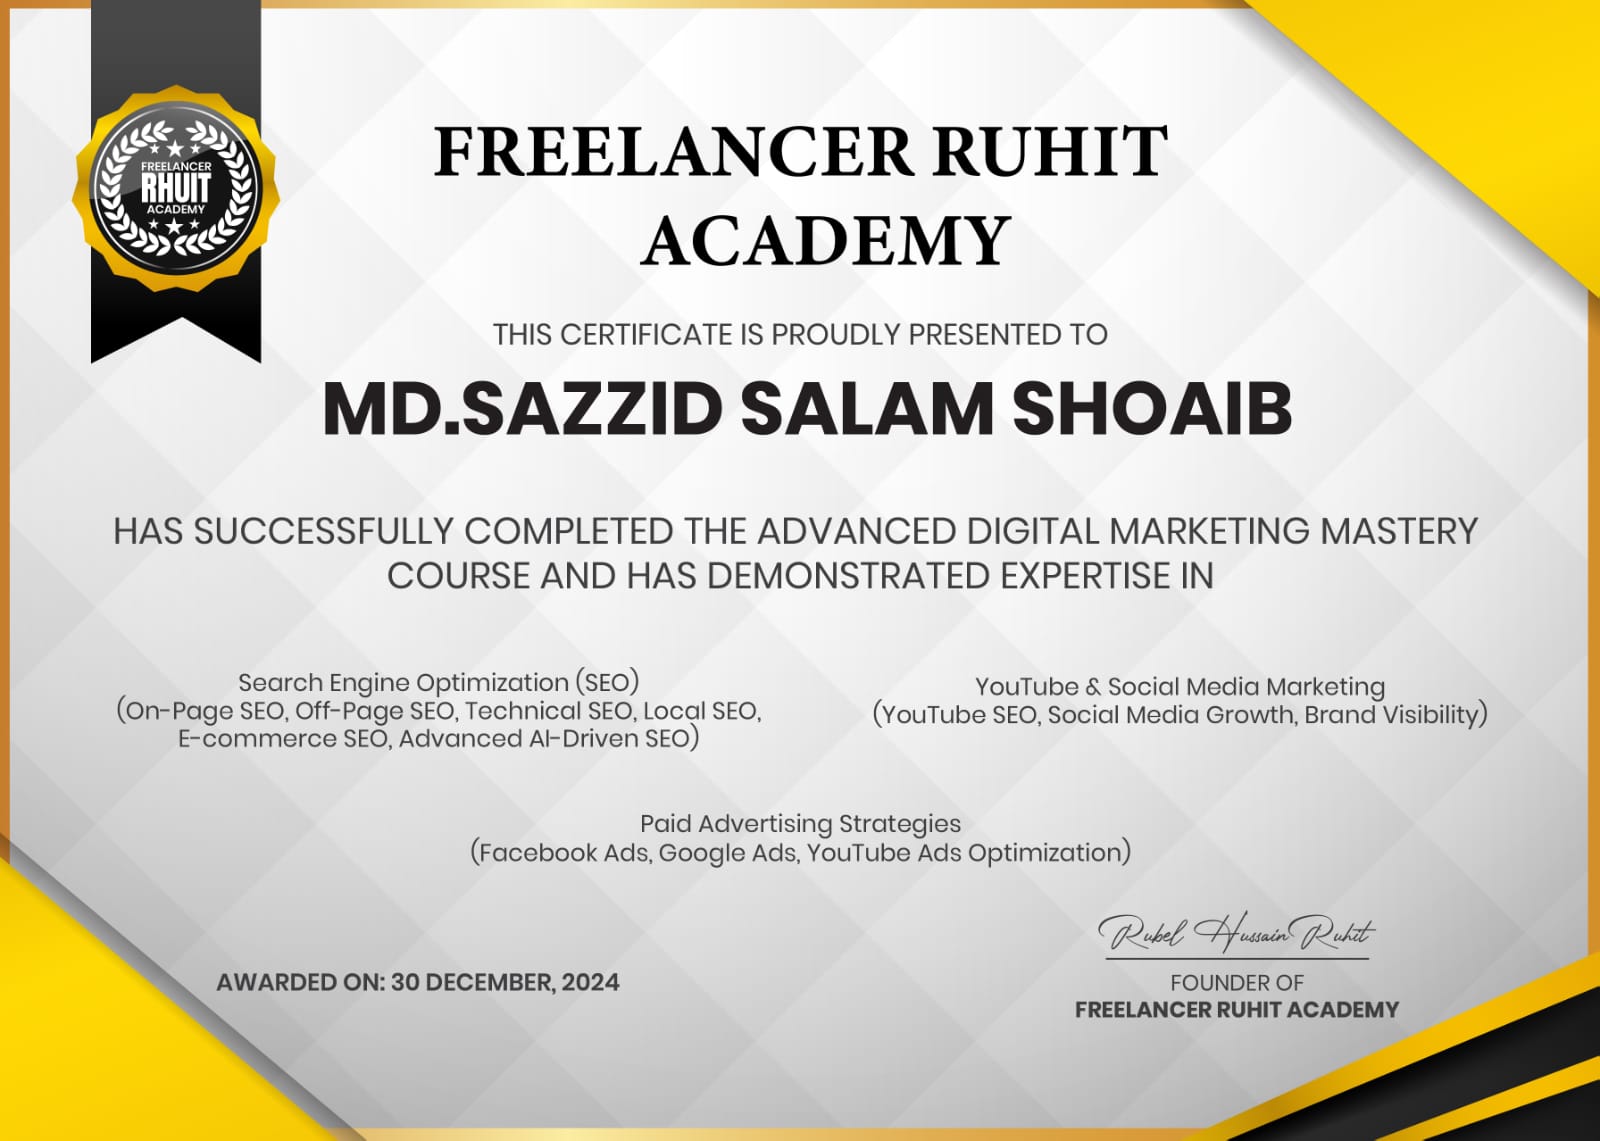 FREELANCER
RHUIT
ACADEMY
FREELANCER RUHIT
ACADEMY
THIS CERTIFICATE IS PROUDLY PRESENTED TO
MD.SAZZID SALAM SHOAIB
HAS SUCCESSFULLY COMPLETED THE ADVANCED DIGITAL MARKETING MASTERY
COURSE AND HAS DEMONSTRATED EXPERTISE IN
Search Engine Optimization (SEO)
(On-Page SEO, Off-Page SEO, Technical SEO, Local SEO,
E-commerce SEO, Advanced AI-Driven SEO)
YouTube & Social Media Marketing
(YouTube SEO, Social Media Growth, Brand Visibility)
Paid Advertising Strategies
(Facebook Ads, Google Ads, YouTube Ads Optimization)
AWARDED ON: 30 DECEMBER, 2024
Rubel Hussain Ruhit
FOUNDER OF
FREELANCER RUHIT ACADEMY